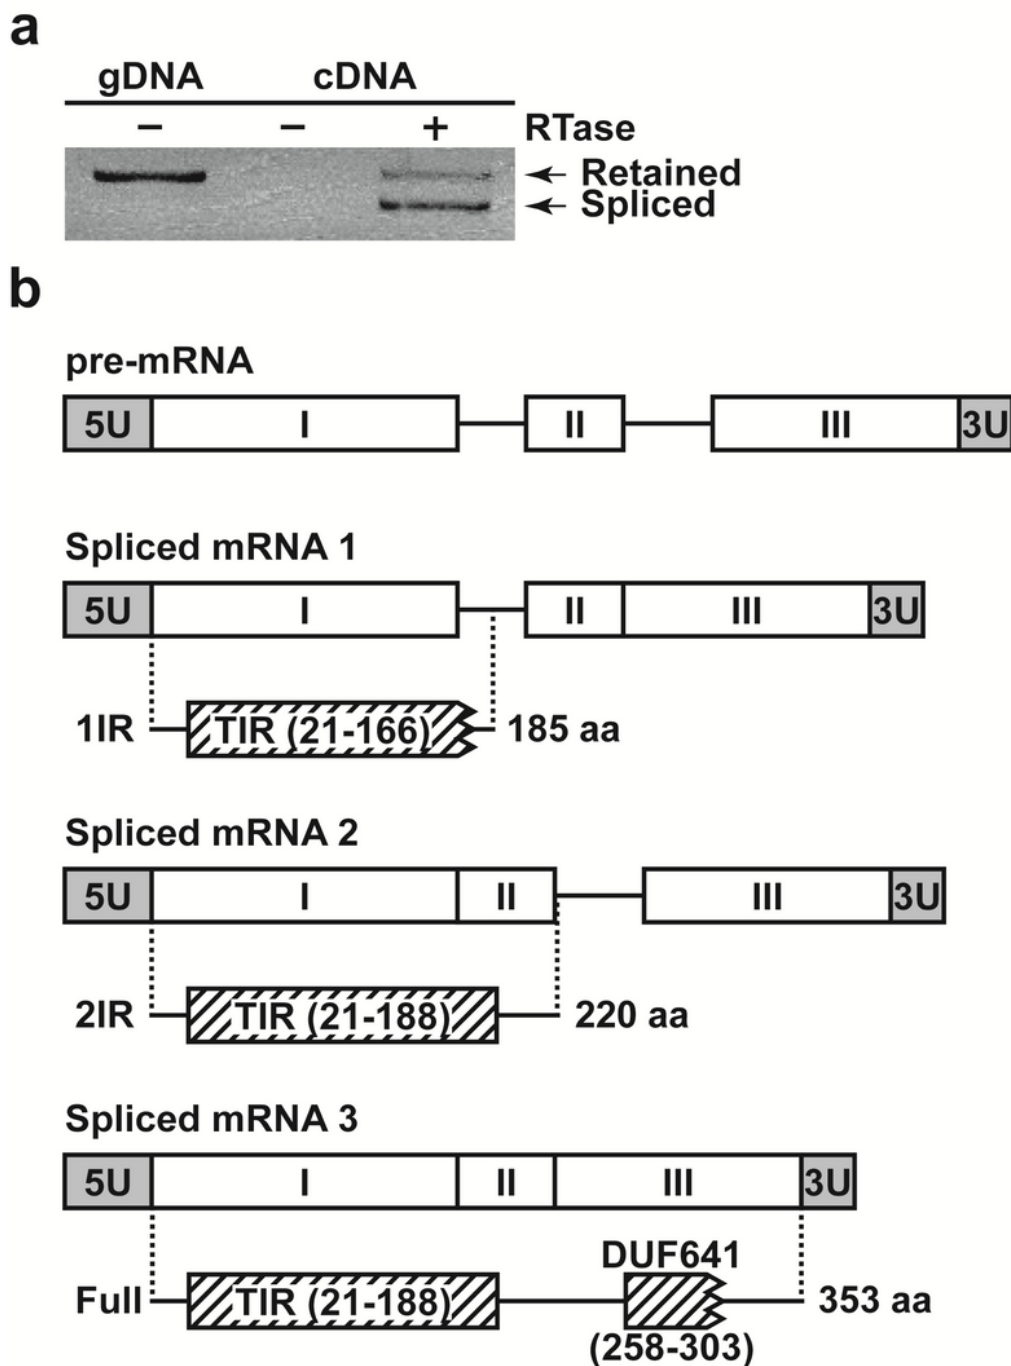 a
gDNA cDNA
− − + RTase
Retained
Spliced
b
pre-mRNA
5U I II III 3U
Spliced mRNA 1
5U I II III 3U
1IR TIR (21-166) 185 aa
Spliced mRNA 2
5U I II III 3U
2IR TIR (21-188) 220 aa
Spliced mRNA 3
5U I II III 3U
DUF641
Full TIR (21-188) 353 aa
(258-303)